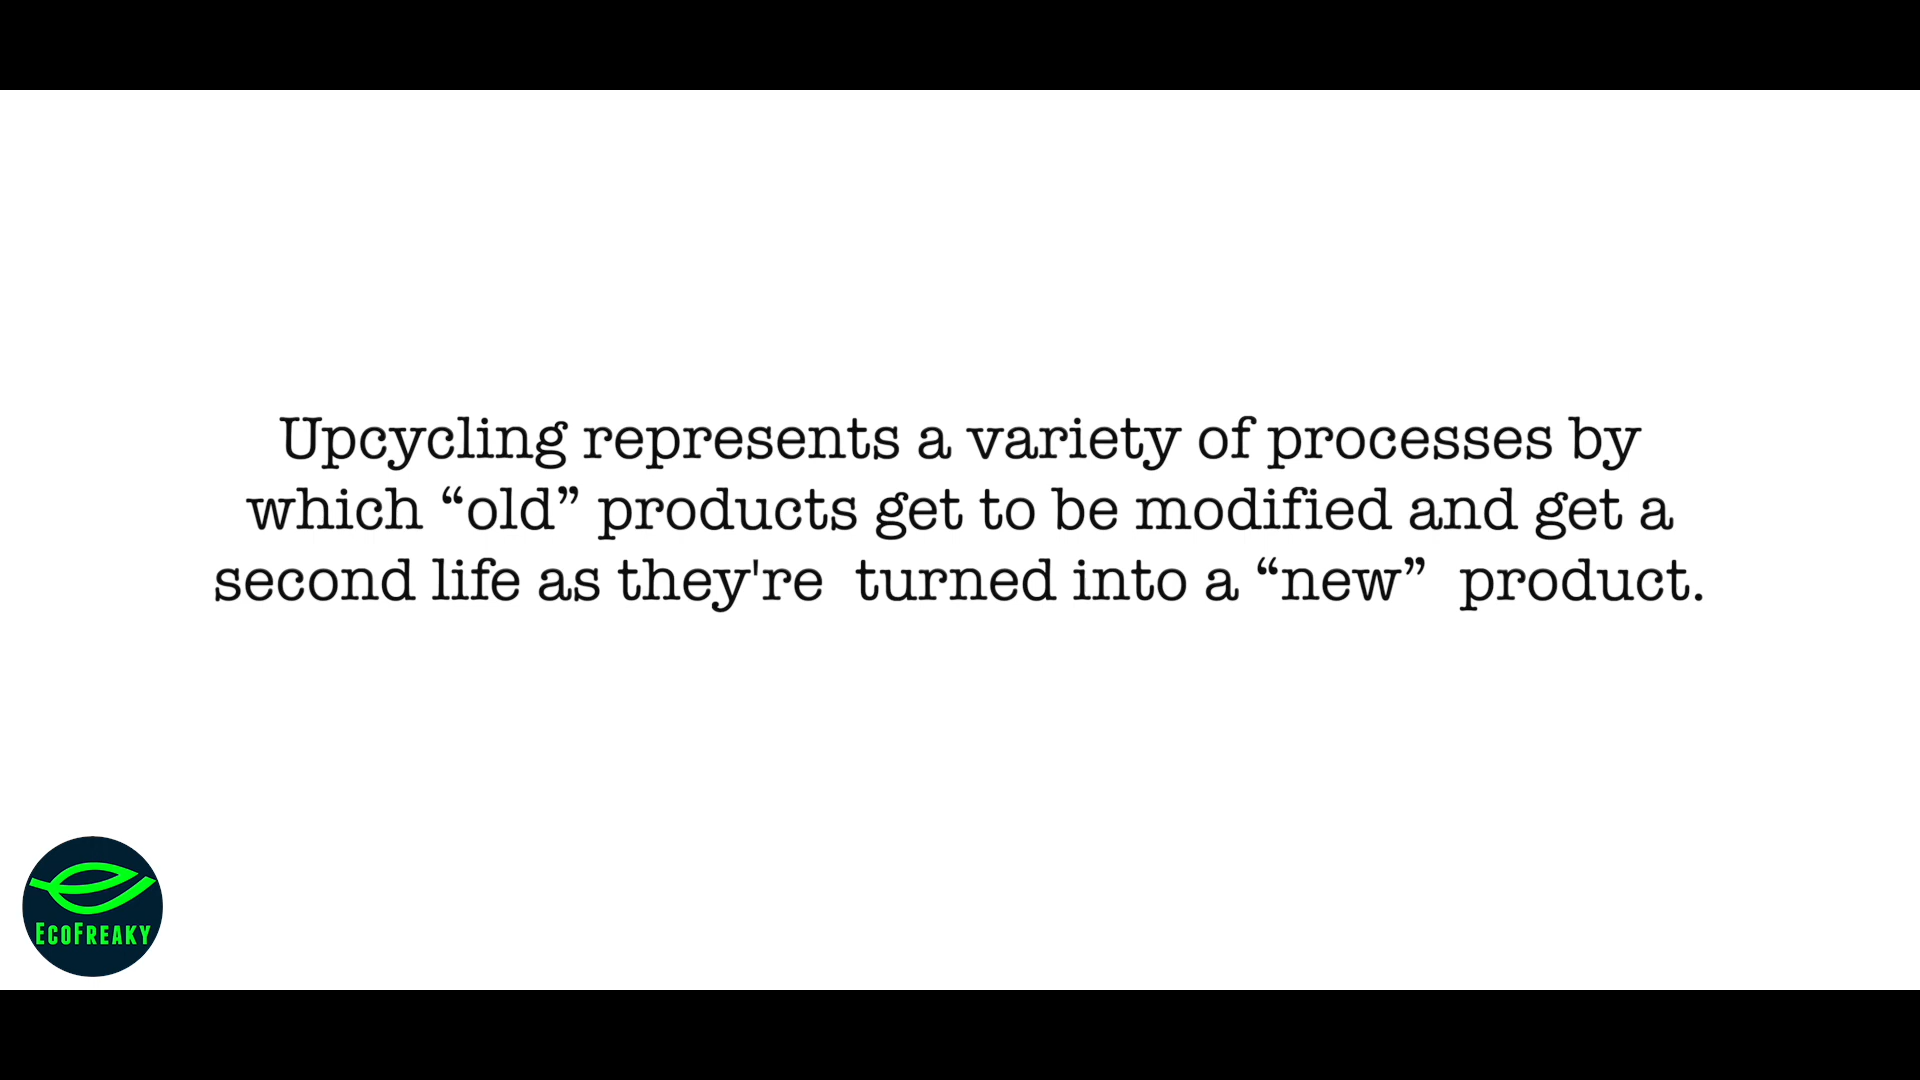 Upcycling represents a variety of processes by
which “old” products get to be modified and get a
second life as they're  turned into a “new”  product.
EcoFreaky